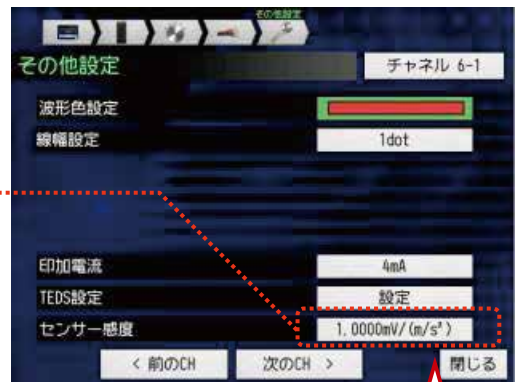 その他設定
その他設定
チャネル 6-1
波形色設定
線幅設定
1dot
印加電流
4mA
TEDS設定
設定
センサー感度
1.0000mV/(m/s²)
< 前のCH
次のCH >
閉じる